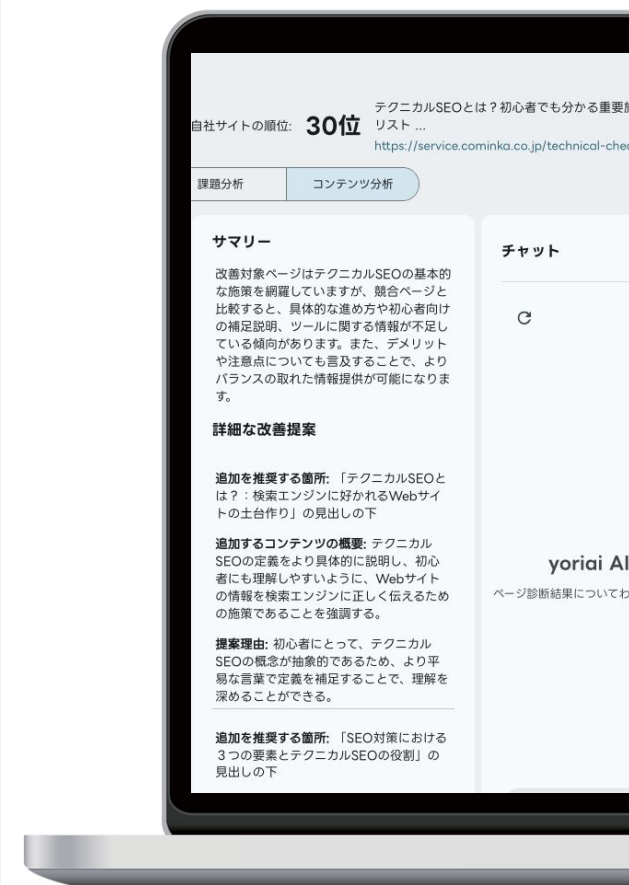 自社サイトの順位: 30位
テクニカルSEOとは？初心者でも分かる重要施
リスト ...
https://service.cominka.co.jp/technical-chec
課題分析
コンテンツ分析
サマリー
改善対象ページはテクニカルSEOの基本的
な施策を網羅していますが、競合ページと
比較すると、具体的な進め方や初心者向け
の補足説明、ツールに関する情報が不足し
ている傾向があります。また、デメリット
や注意点についても言及することで、より
バランスの取れた情報提供が可能になりま
す。
詳細な改善提案
追加を推奨する箇所: 「テクニカルSEOと
は？：検索エンジンに好かれるWebサイ
トの土台作り」の見出しの下
追加するコンテンツの概要: テクニカル
SEOの定義をより具体的に説明し、初心
者にも理解しやすいように、Webサイト
の情報を検索エンジンに正しく伝えるため
の施策であることを強調する。
提案理由: 初心者にとって、テクニカル
SEOの概念が抽象的であるため、より平
易な言葉で定義を補足することで、理解を
深めることができる。
追加を推奨する箇所: 「SEO対策における
３つの要素とテクニカルSEOの役割」の
見出しの下
チャット
yoriai AI
ページ診断結果についてわ